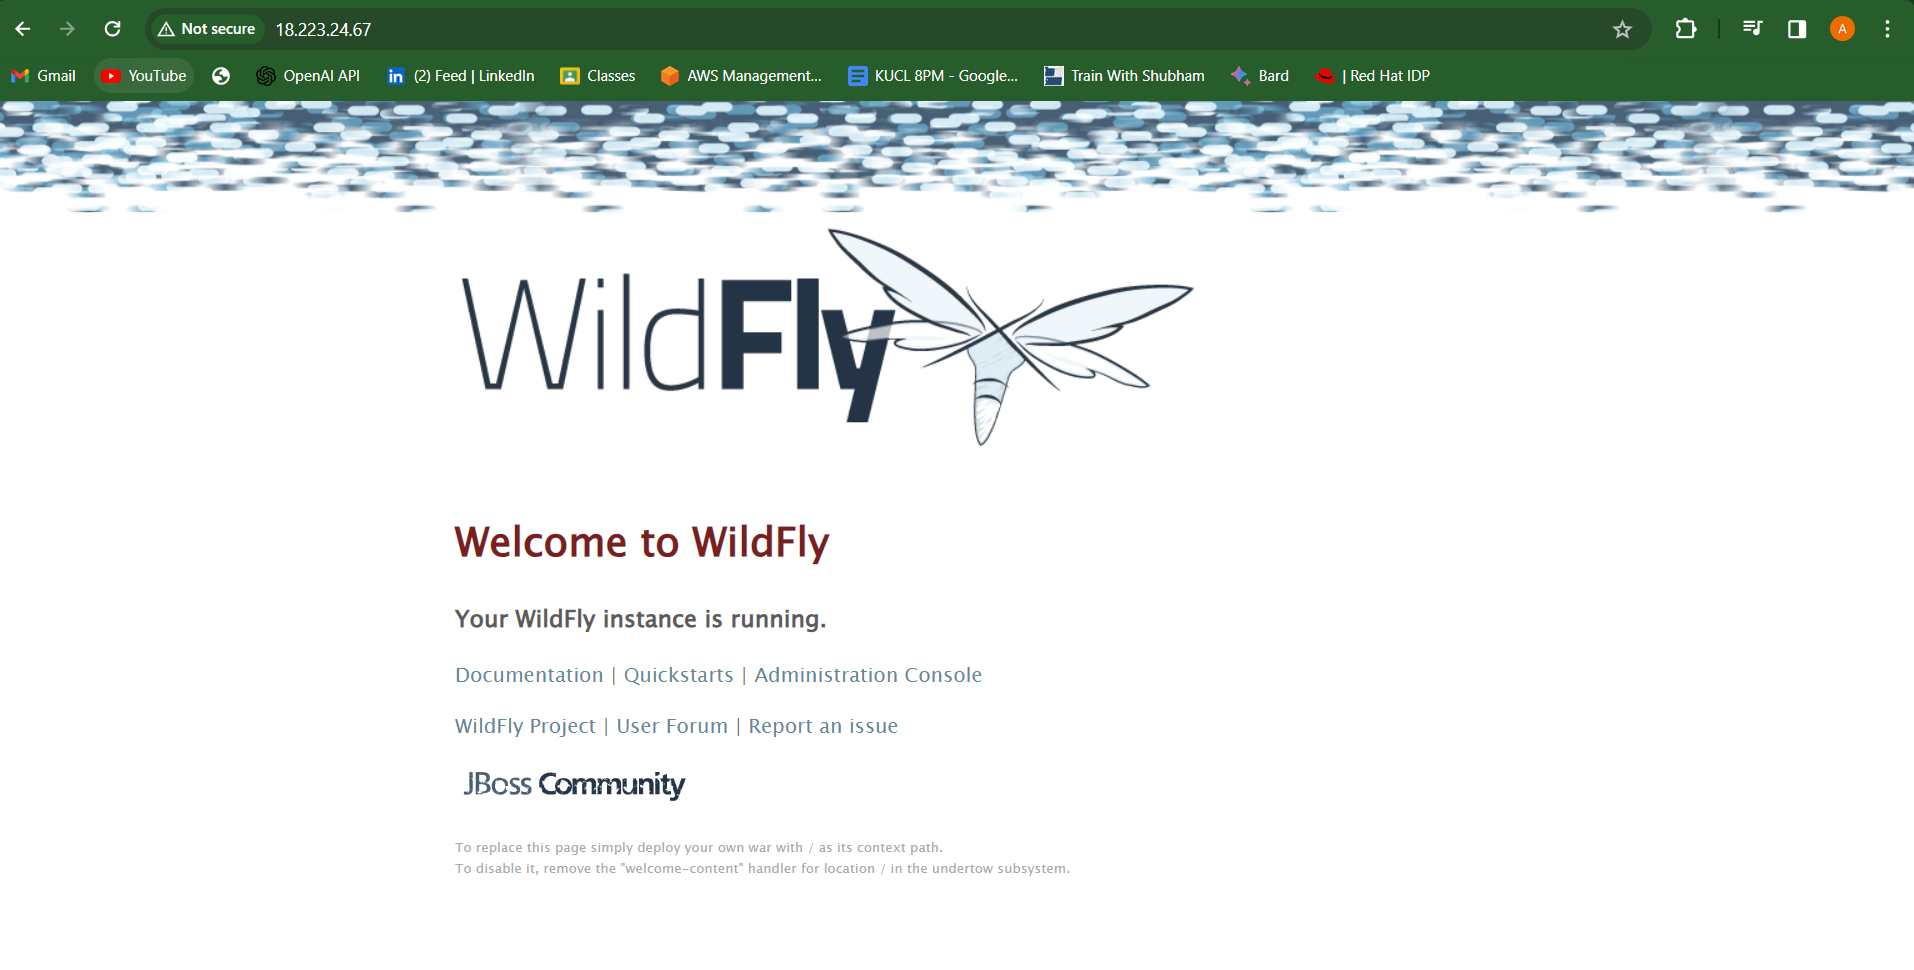 Not secure 18.223.24.67 A
Gmail YouTube OpenAI API (2) Feed | LinkedIn Classes AWS Management... KUCL 8PM - Google... Train With Shubham Bard | Red Hat IDP
WildFly
Welcome to WildFly
Your WildFly instance is running.
Documentation | Quickstarts | Administration Console
WildFly Project | User Forum | Report an issue
JBoss Community
To replace this page simply deploy your own war with / as its context path.
To disable it, remove the "welcome-content" handler for location / in the undertow subsystem.